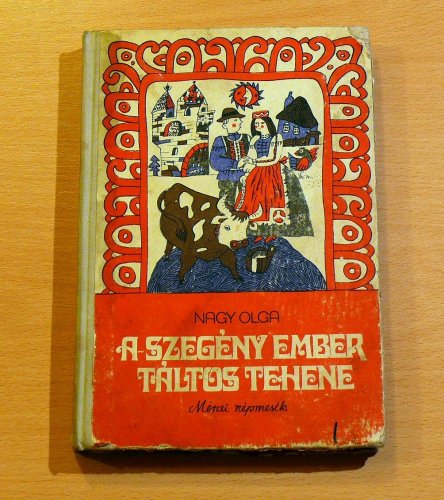 NAGY OLGA
A SZEGÉNY EMBER
TÁLTOS TEHENE
Mérai népmesék